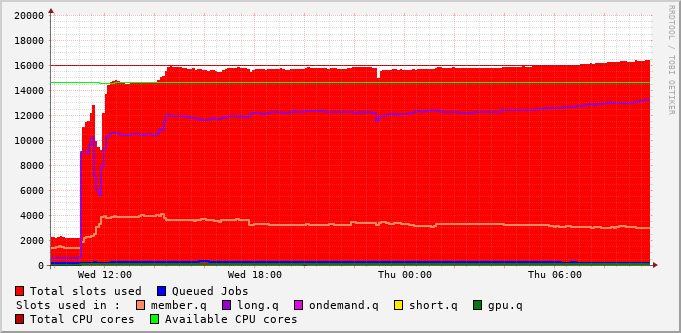 20000
18000
16000
14000
12000
10000
8000
6000
4000
2000
0
Wed 12:00 Wed 18:00 Thu 00:00 Thu 06:00
RRDTOOL / TOBI OETIKER
Total slots used Queued Jobs
Slots used in : member.q long.q ondemand.q short.q gpu.q
Total CPU cores Available CPU cores